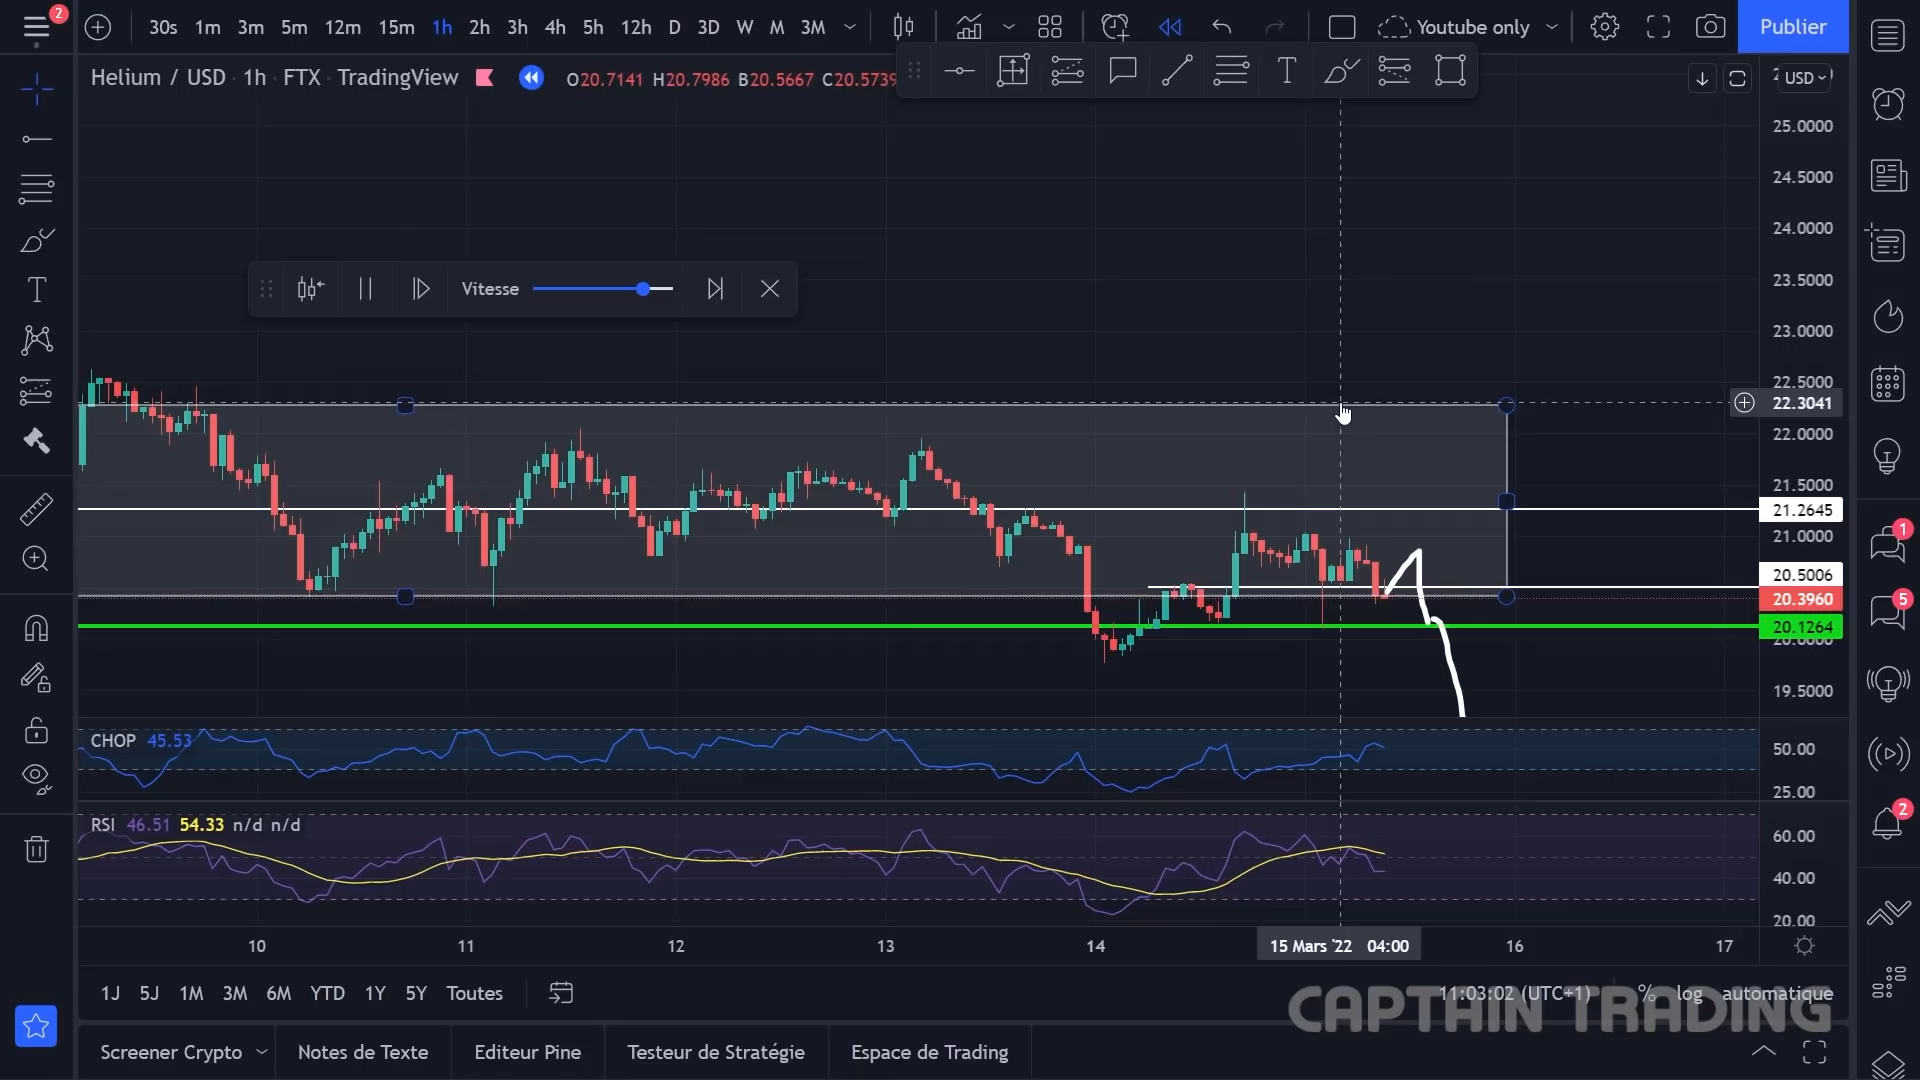 2
30s 1m 3m 5m 12m 15m 1h 2h 3h 4h 5h 12h D 3D W M 3M
Youtube only
Publier
Helium / USD · 1h · FTX · TradingView
O20.7141 H20.7986 B20.5667 C20.5739
USD
Vitesse
25.0000
24.5000
24.0000
23.5000
23.0000
22.5000
22.3041
22.0000
21.5000
21.2645
21.0000
20.5006
20.3960
20.1264
20.0000
19.5000
CHOP 45.53
50.00
25.00
RSI 46.51 54.33 n/d n/d
60.00
40.00
20.00
10 11 12 13 14 15 Mars '22 04:00 16 17
1J 5J 1M 3M 6M YTD 1Y 5Y Toutes
11:03:02 (UTC+1) % log automatique
CAPTAIN TRADING
Screener Crypto Notes de Texte Editeur Pine Testeur de Stratégie Espace de Trading
1
5
2